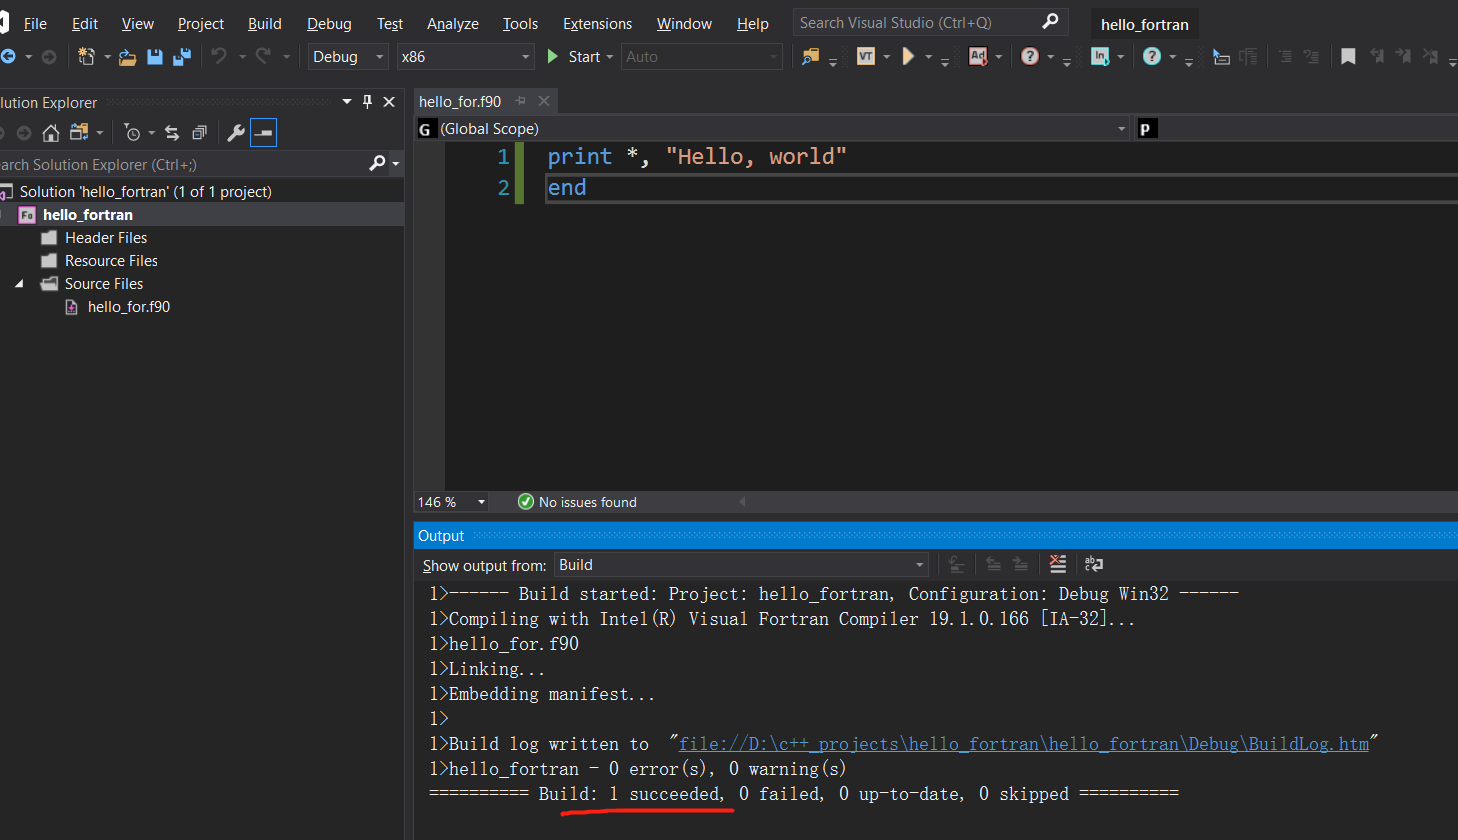 File Edit View Project Build Debug Test Analyze Tools Extensions Window Help Search Visual Studio (Ctrl+Q) hello_fortran
Debug x86 Start Auto VT Ad In
lution Explorer
earch Solution Explorer (Ctrl+;)
Solution 'hello_fortran' (1 of 1 project)
Fo hello_fortran
Header Files
Resource Files
Source Files
hello_for.f90
hello_for.f90
G (Global Scope) p
1 print *, "Hello, world"
2 end
146 % No issues found
Output
Show output from: Build
1>------ Build started: Project: hello_fortran, Configuration: Debug Win32 ------
1>Compiling with Intel(R) Visual Fortran Compiler 19.1.0.166 [IA-32]...
1>hello_for.f90
1>Linking...
1>Embedding manifest...
1>
1>Build log written to "file://D:\c++_projects\hello_fortran\hello_fortran\Debug\BuildLog.htm"
1>hello_fortran - 0 error(s), 0 warning(s)
========== Build: 1 succeeded, 0 failed, 0 up-to-date, 0 skipped ==========